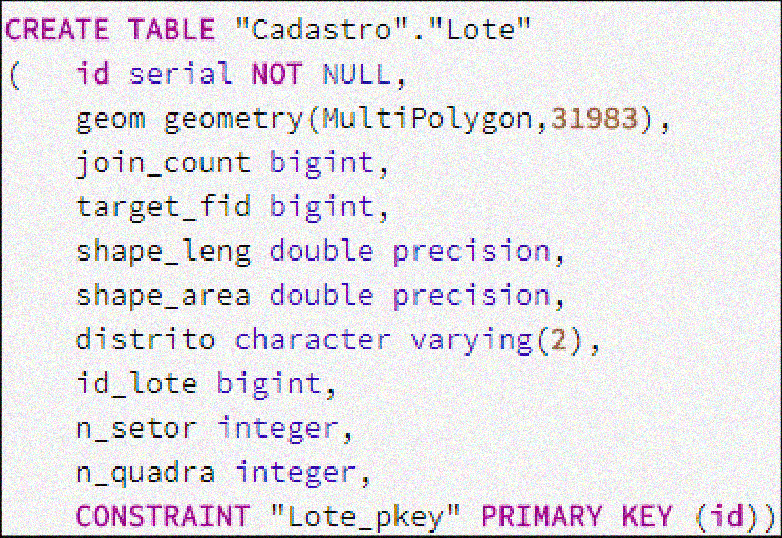 CREATE TABLE "Cadastro"."Lote"
(   id serial NOT NULL,
    geom geometry(MultiPolygon,31983),
    join_count bigint,
    target_fid bigint,
    shape_leng double precision,
    shape_area double precision,
    distrito character varying(2),
    id_lote bigint,
    n_setor integer,
    n_quadra integer,
    CONSTRAINT "Lote_pkey" PRIMARY KEY (id))